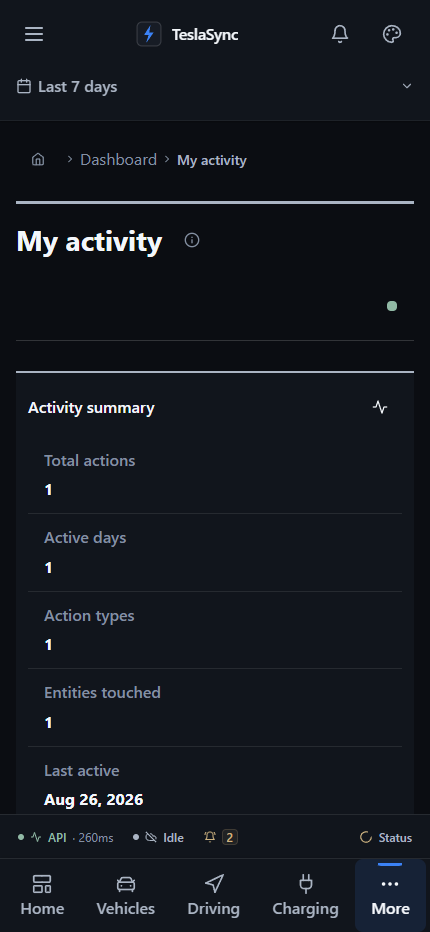 TeslaSync
Last 7 days
Dashboard My activity
My activity
Activity summary
Total actions
1
Active days
1
Action types
1
Entities touched
1
Last active
Aug 26, 2026
API · 260ms Idle 2 Status
Home Vehicles Driving Charging More